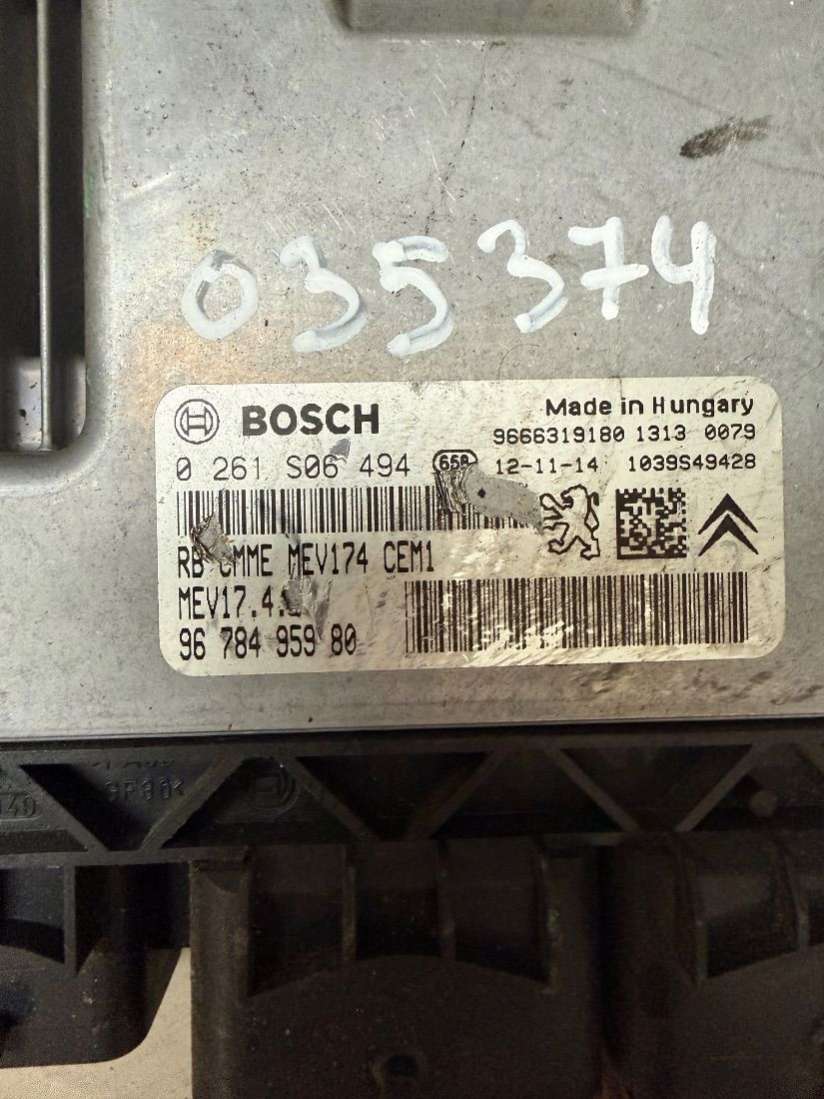 035374
BOSCH
Made in Hungary
9666319180 1313 0079
0 261 S06 494
658
12-11-14 1039S49428
MEV174 CEM1
96 784 959 80